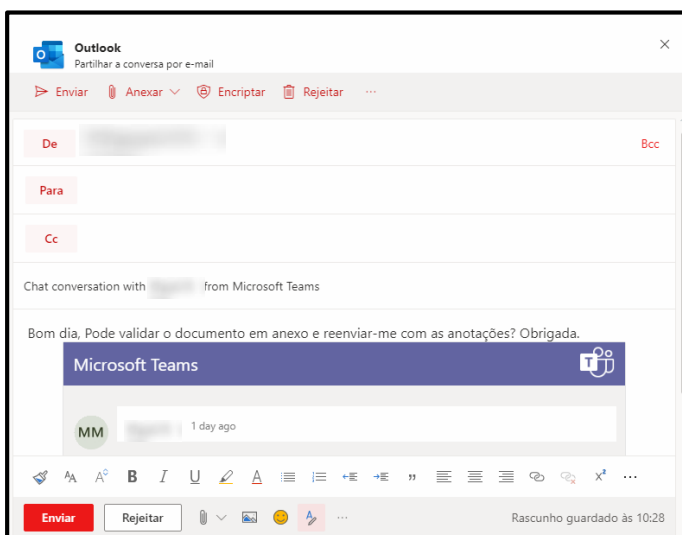 Outlook
Partilhar a conversa por e-mail
Enviar Anexar Encriptar Rejeitar ...
De Bcc
Para
Cc
Chat conversation with from Microsoft Teams
Bom dia, Pode validar o documento em anexo e reenviar-me com as anotações? Obrigada.
Microsoft Teams
MM 1 day ago
Enviar Rejeitar ... Rascunho guardado às 10:28